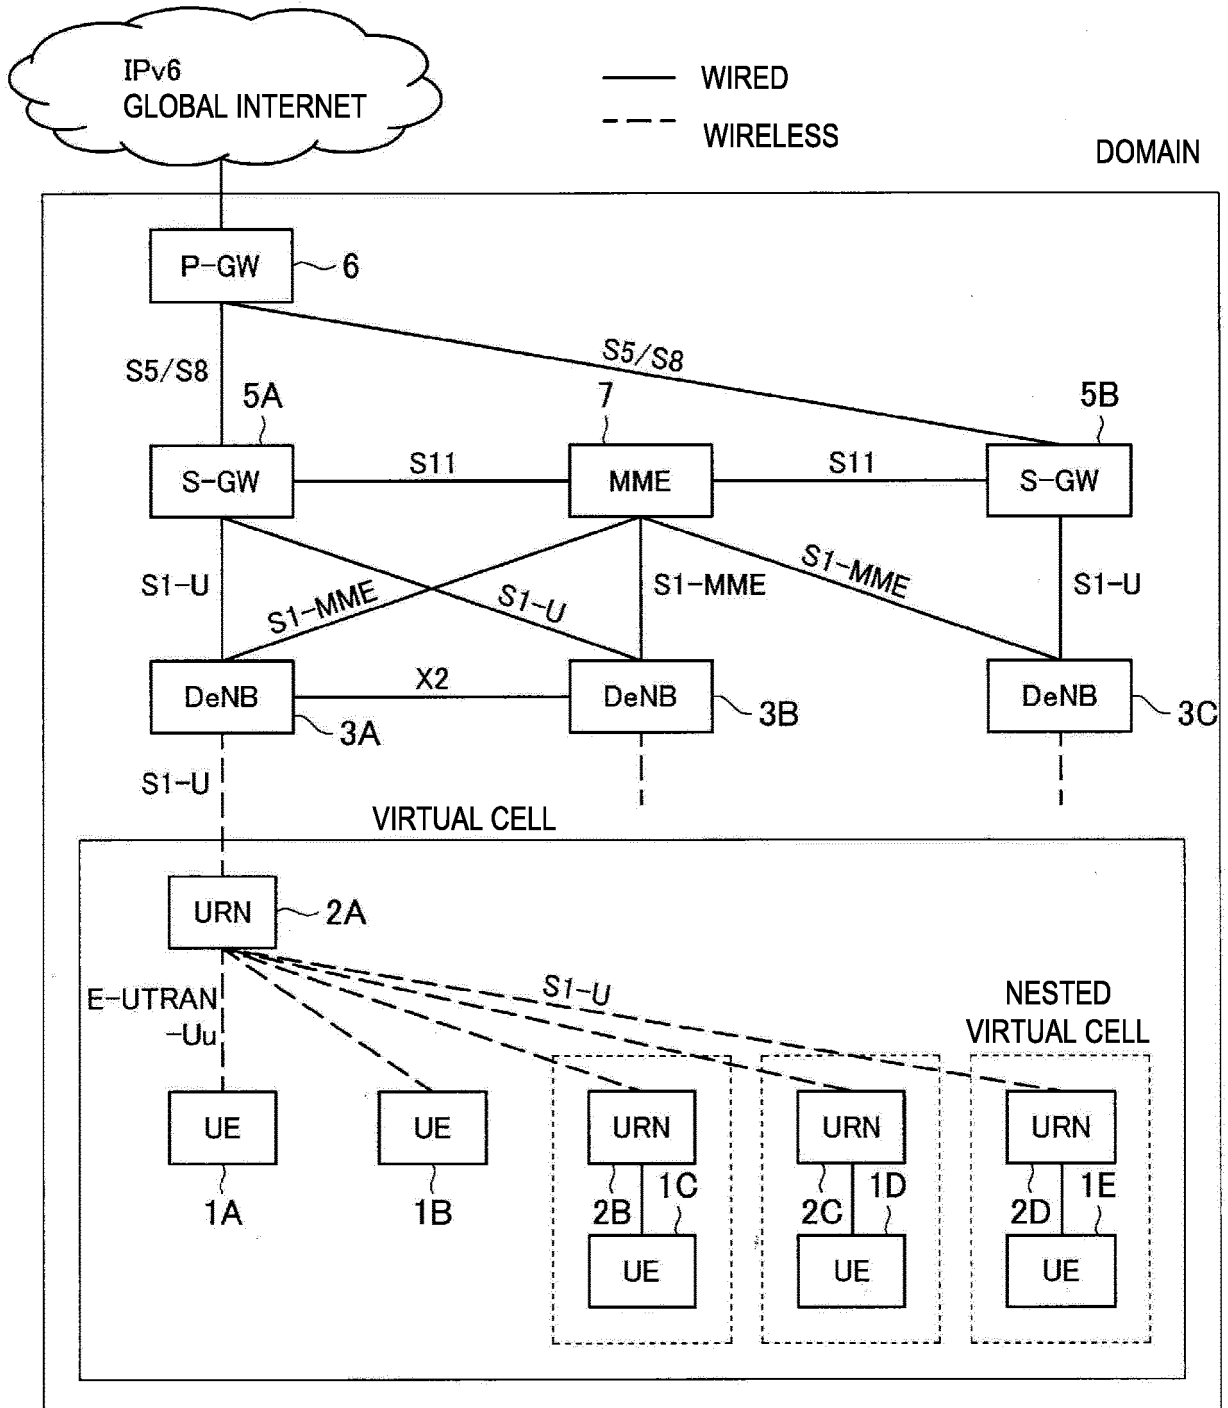 IPv6
GLOBAL INTERNET
WIRED
WIRELESS
DOMAIN
P-GW
6
S5/S8
S5/S8
5A
7
5B
S-GW
S11
MME
S11
S-GW
S1-U
S1-MME
S1-U
S1-MME
S1-MME
S1-U
DeNB
X2
DeNB
DeNB
3A
3B
3C
S1-U
VIRTUAL CELL
URN
2A
E-UTRAN
-Uu
S1-U
NESTED
VIRTUAL CELL
UE
UE
URN
URN
URN
1A
1B
2B
1C
2C
1D
2D
1E
UE
UE
UE